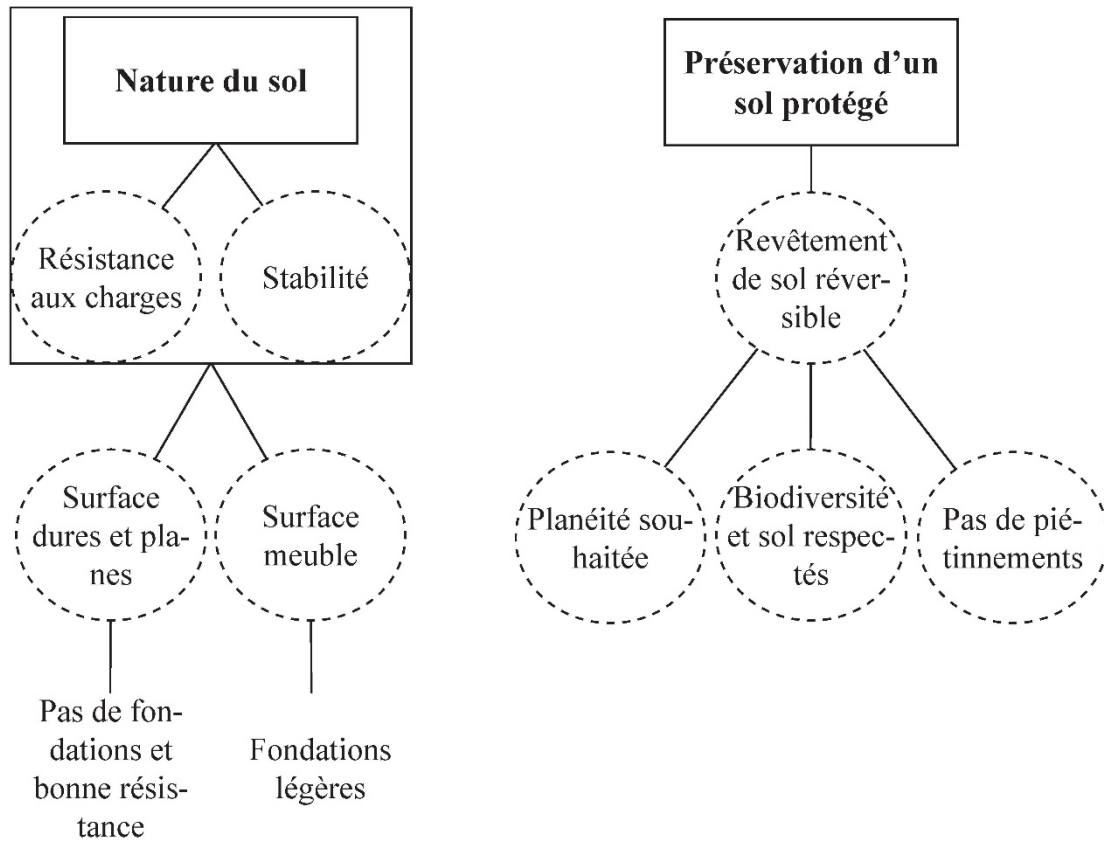 Nature du sol
Résistance
aux charges
Stabilité
Surface
dures et pla-
nes
Surface
meuble
Pas de fon-
dations et
bonne résis-
tance
Fondations
légères
Préservation d’un
sol protégé
Revêtement
de sol réver-
sible
Planéité sou-
haitée
Biodiversité
et sol respec-
tés
Pas de pié-
tinnements